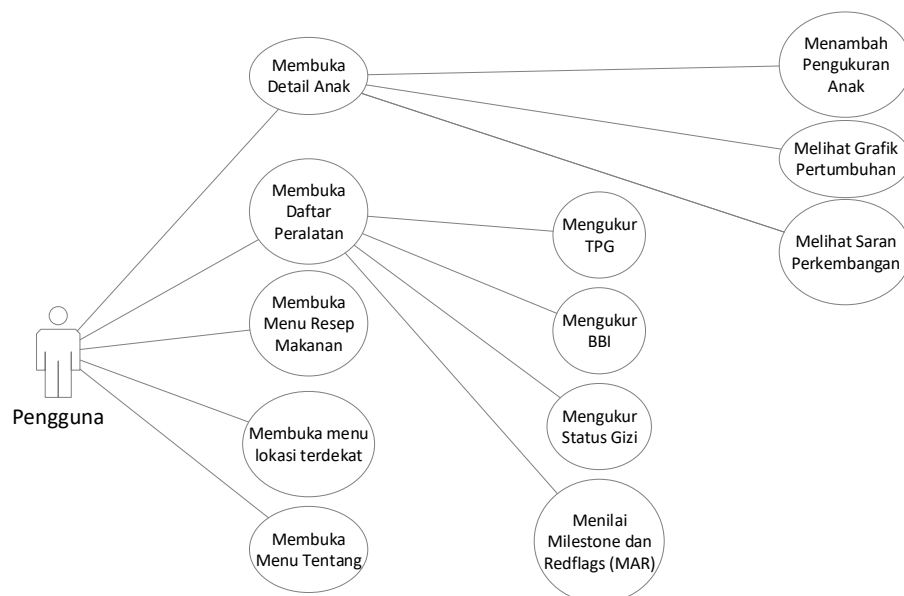 Membuka
Detail Anak
Menambah
Pengukuran
Anak
Melihat Grafik
Pertumbuhan
Melihat Saran
Perkembangan
Membuka
Daftar
Peralatan
Mengukur
TPG
Mengukur
BBI
Mengukur
Status Gizi
Menilai
Milestone dan
Redflags (MAR)
Membuka
Menu Resep
Makanan
Membuka menu
lokasi terdekat
Membuka
Menu Tentang
Pengguna